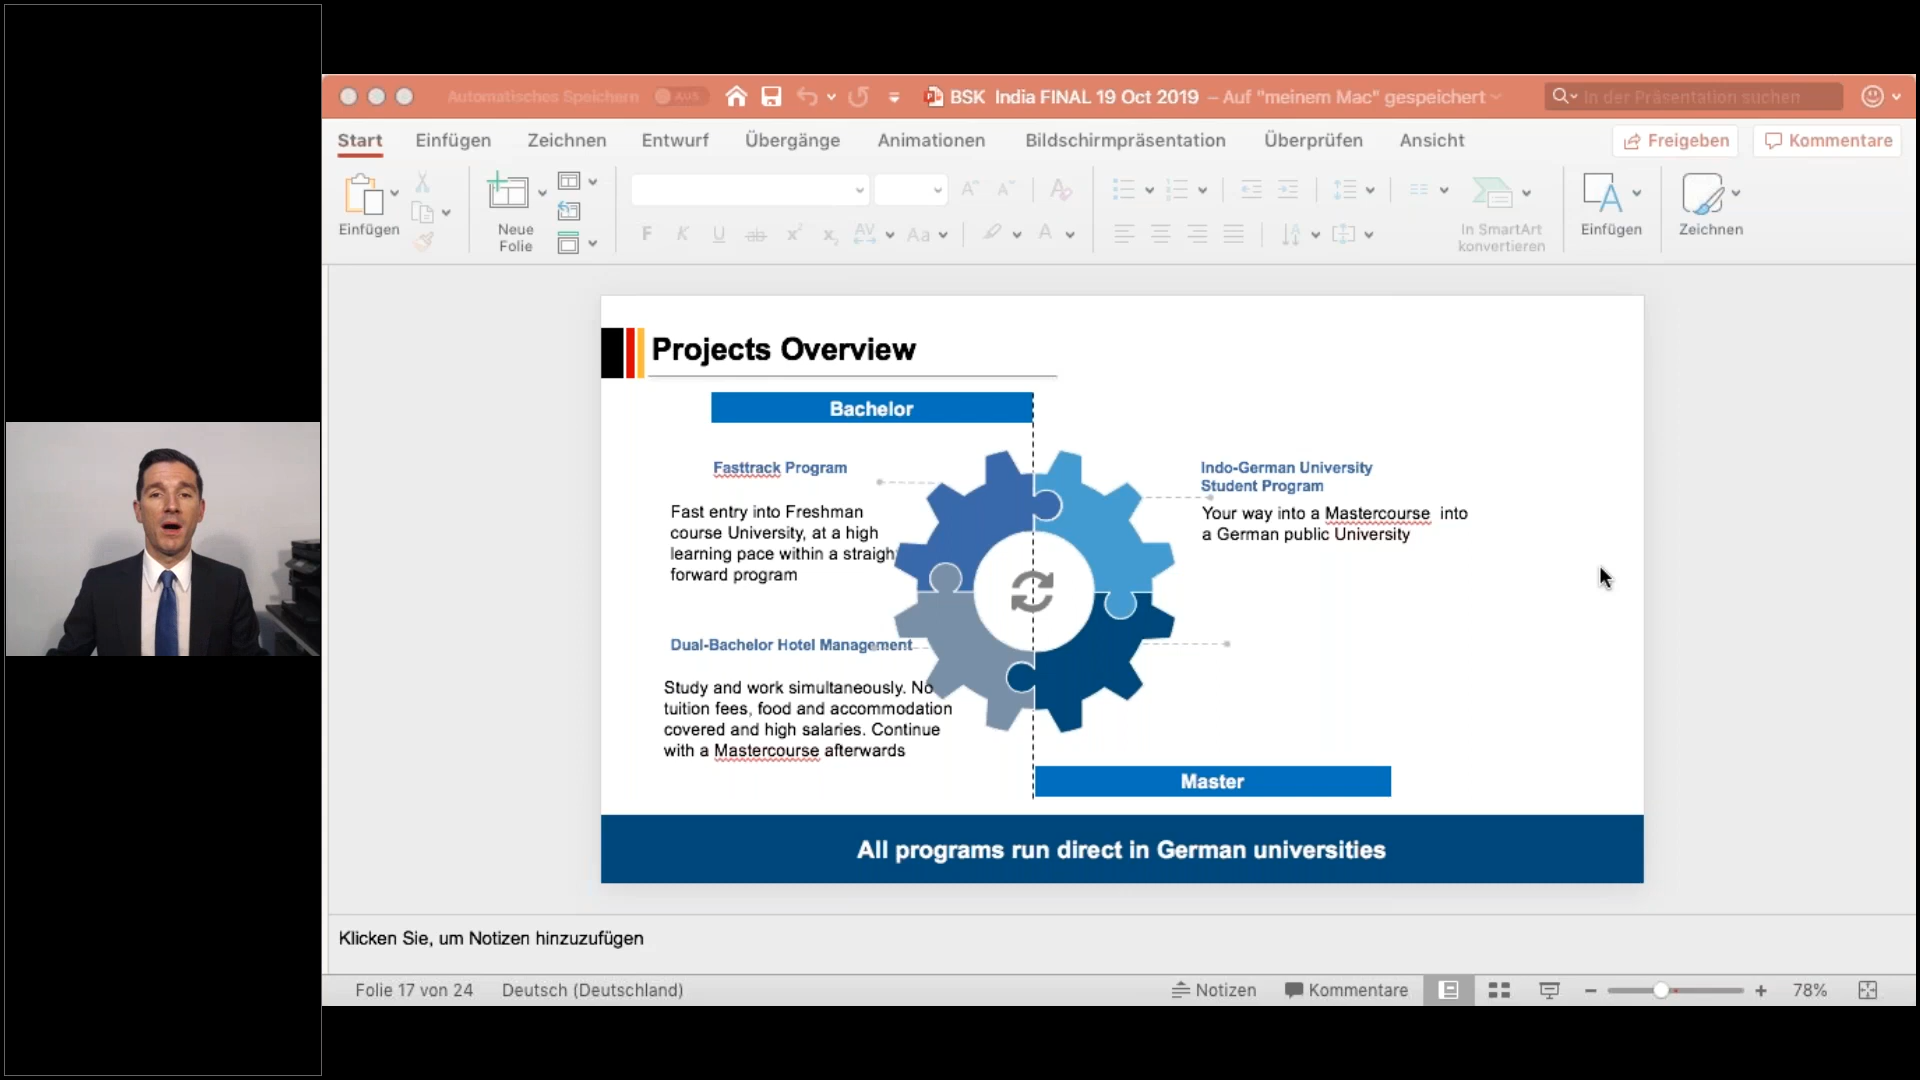 Automatisches Speichern AUS BSK India FINAL 19 Oct 2019 – Auf "meinem Mac" gespeichert In der Präsentation suchen
Start Einfügen Zeichnen Entwurf Übergänge Animationen Bildschirmpräsentation Überprüfen Ansicht Freigeben Kommentare
Einfügen
Neue
Folie
In SmartArt
konvertieren
Einfügen
Zeichnen
Projects Overview
Bachelor
Fasttrack Program
Fast entry into Freshman
course University, at a high
learning pace within a straigh
forward program
Dual-Bachelor Hotel Management
Study and work simultaneously. No
tuition fees, food and accommodation
covered and high salaries. Continue
with a Mastercourse afterwards
Indo-German University
Student Program
Your way into a Mastercourse into
a German public University
Master
All programs run direct in German universities
Klicken Sie, um Notizen hinzuzufügen
Folie 17 von 24 Deutsch (Deutschland) Notizen Kommentare 78%